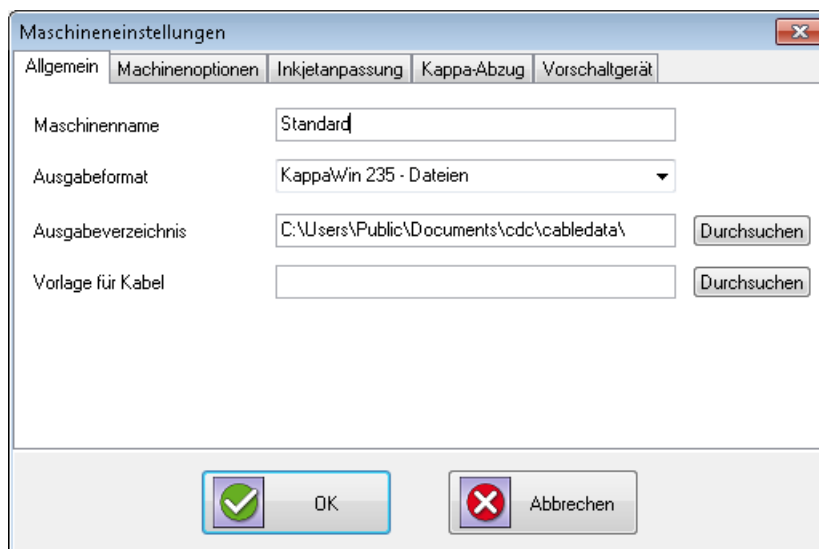 Maschineneinstellungen
Allgemein Machinenoptionen Inkjetanpassung Kappa-Abzug Vorschaltgerät
Maschinenname Standard
Ausgabeformat KappaWin 235 - Dateien
Ausgabeverzeichnis C:\Users\Public\Documents\cdc\cabledata\ Durchsuchen
Vorlage für Kabel Durchsuchen
OK Abbrechen